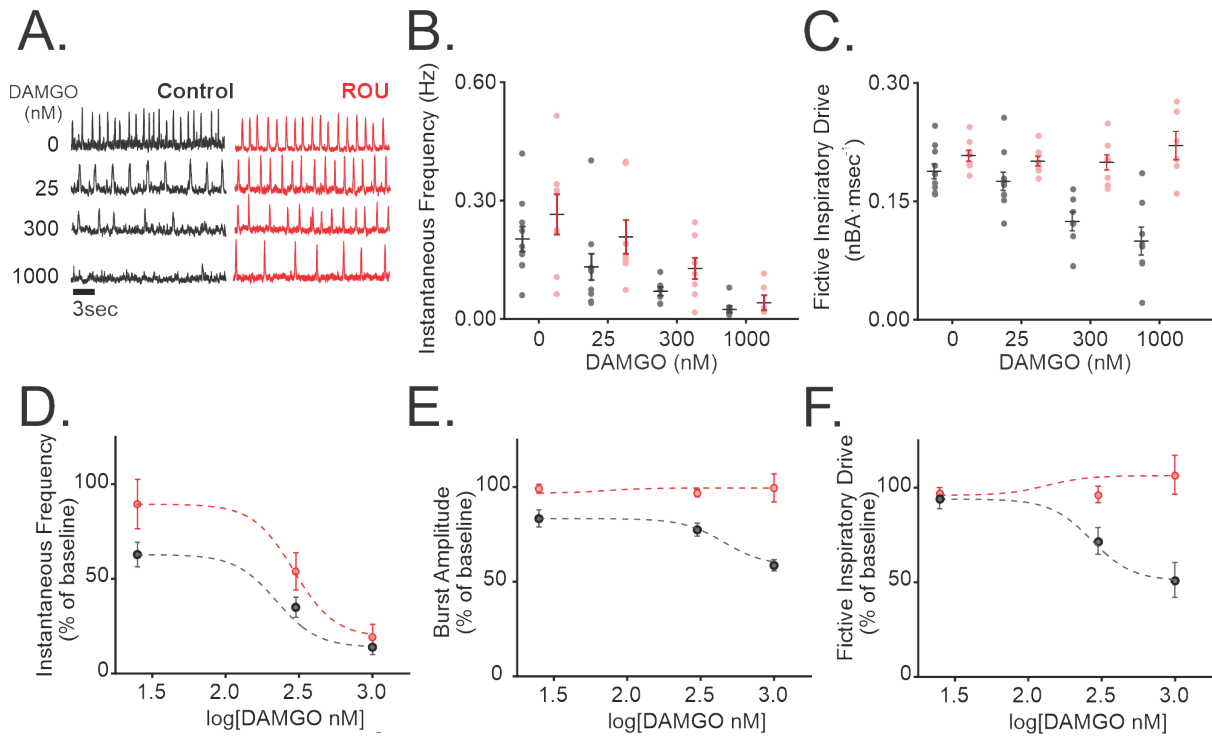 A.
DAMGO
(nM)
Control
ROU
0
25
300
1000
3sec
B.
Instantaneous Frequency (Hz)
0.60
0.30
0.00
0
25
300
1000
DAMGO (nM)
C.
Fictive Inspiratory Drive
(nBA·msec⁻¹)
0.30
0.15
0.00
0
25
300
1000
DAMGO (nM)
D.
Instantaneous Frequency
(% of baseline)
100
50
0
1.5
2.0
2.5
3.0
log[DAMGO nM]
E.
Burst Amplitude
(% of baseline)
100
50
0
1.5
2.0
2.5
3.0
log[DAMGO nM]
F.
Fictive Inspiratory Drive
(% of baseline)
100
50
0
1.5
2.0
2.5
3.0
log[DAMGO nM]